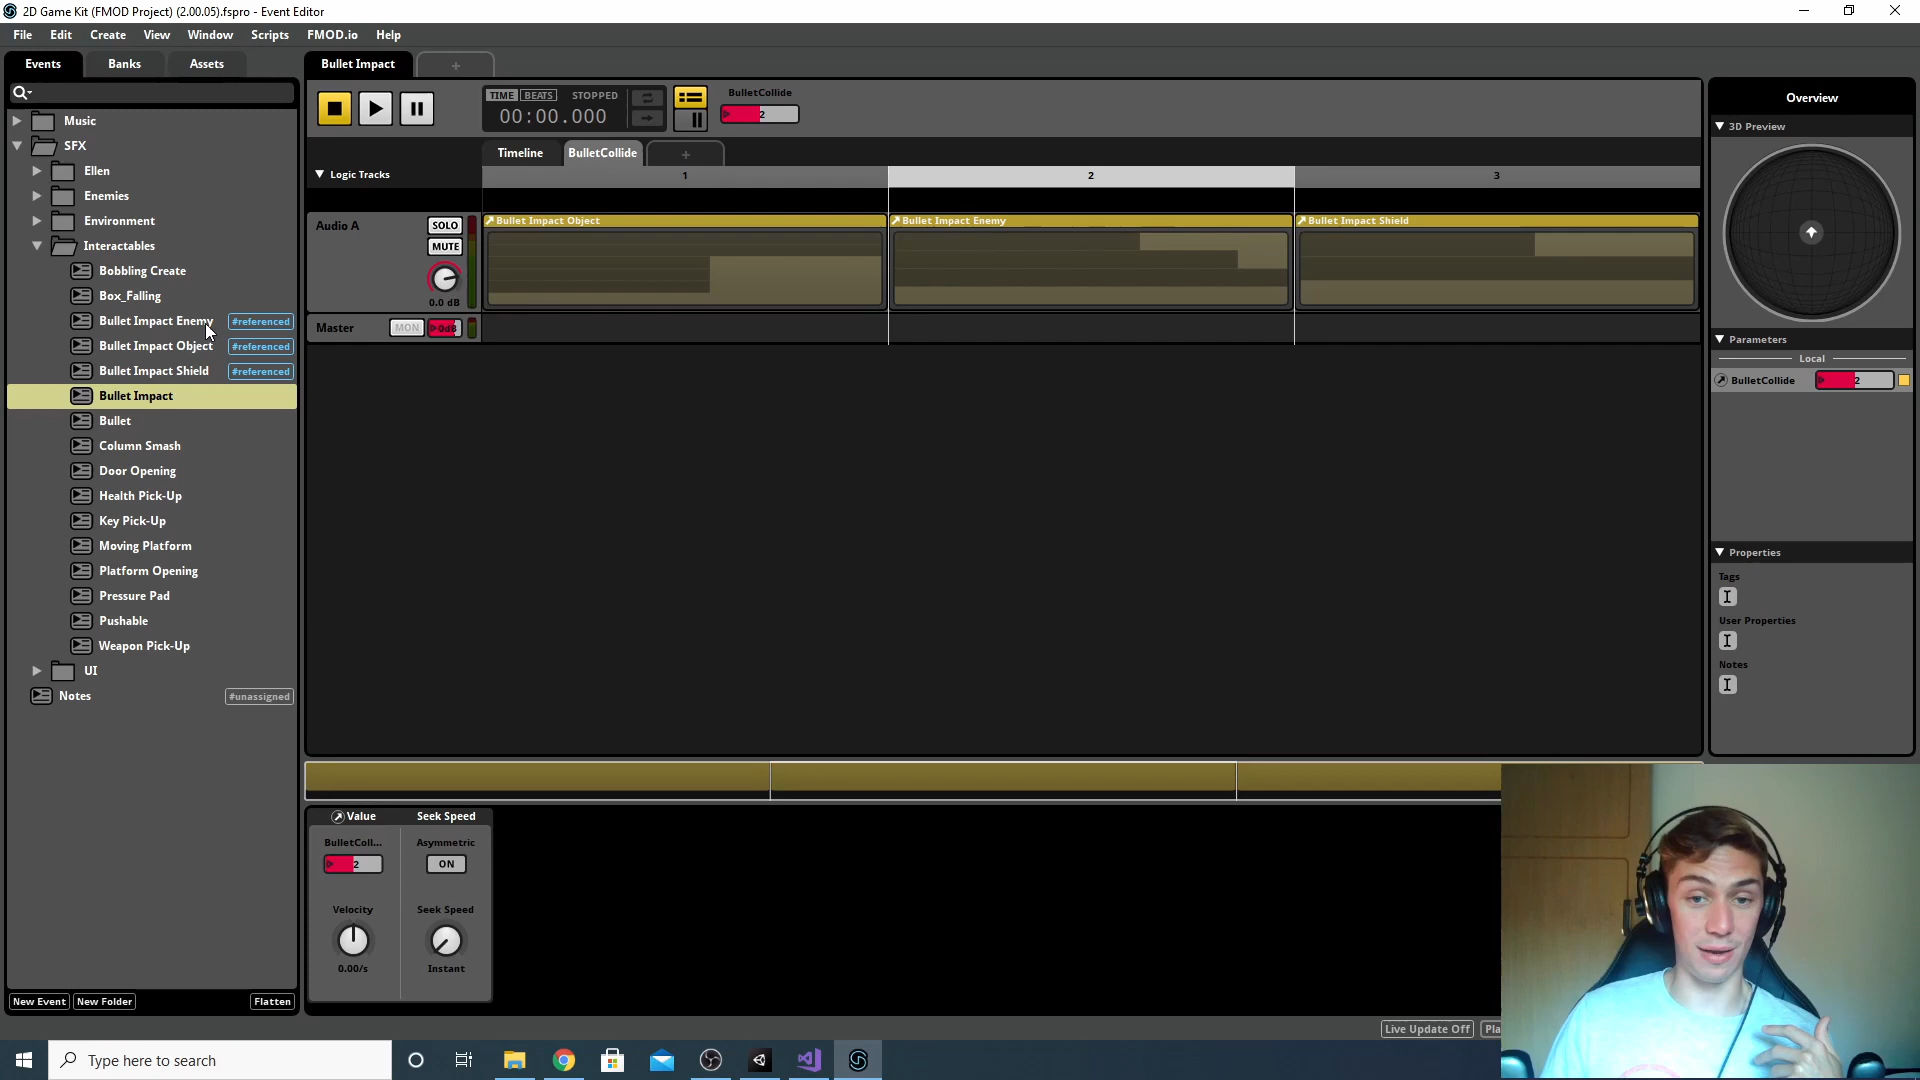 2D Game Kit (FMOD Project) (2.00.05).fspro - Event Editor
File Edit Create View Window Scripts FMOD.io Help
Events Banks Assets
Music
SFX
Ellen
Enemies
Environment
Interactables
Bobbling Create
Box_Falling
Bullet Impact Enemy #referenced
Bullet Impact Object #referenced
Bullet Impact Shield #referenced
Bullet Impact
Bullet
Column Smash
Door Opening
Health Pick-Up
Key Pick-Up
Moving Platform
Platform Opening
Pressure Pad
Pushable
Weapon Pick-Up
UI
Notes #unassigned
New Event New Folder Flatten
Bullet Impact +
TIME BEATS STOPPED
00:00.000
BulletCollide
2
Timeline BulletCollide +
Logic Tracks 1 2 3
Audio A SOLO
MUTE
0.0 dB
Bullet Impact Object Bullet Impact Enemy Bullet Impact Shield
Master MON 0dB
Value Seek Speed
BulletColl... Asymmetric
2 ON
Velocity Seek Speed
0.00/s Instant
Overview
3D Preview
Parameters
Local
BulletCollide 2
Properties
Tags
User Properties
Notes
Live Update Off Pla
Type here to search